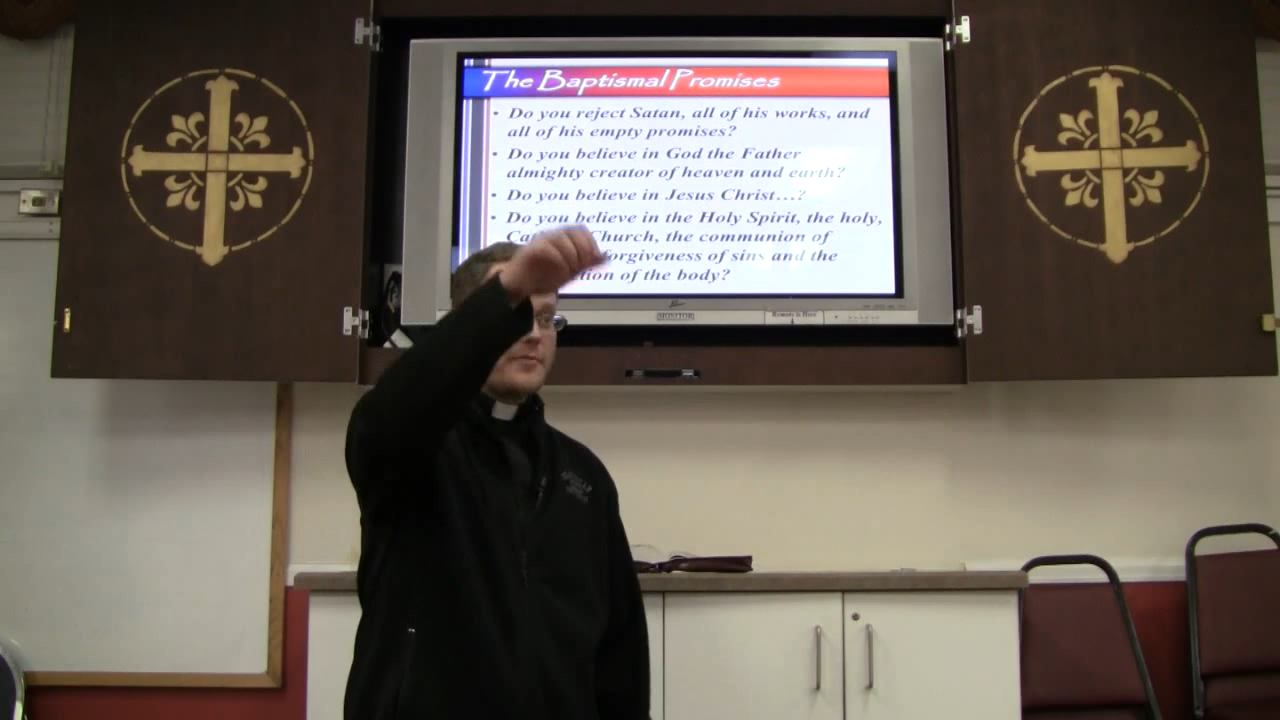 The Baptismal Promises
• Do you reject Satan, all of his works, and
all of his empty promises?
• Do you believe in God the Father
almighty creator of heaven and earth?
• Do you believe in Jesus Christ…?
• Do you believe in the Holy Spirit, the holy,
Church, the communion of
forgiveness of sins and the
of the body?
MONITOR